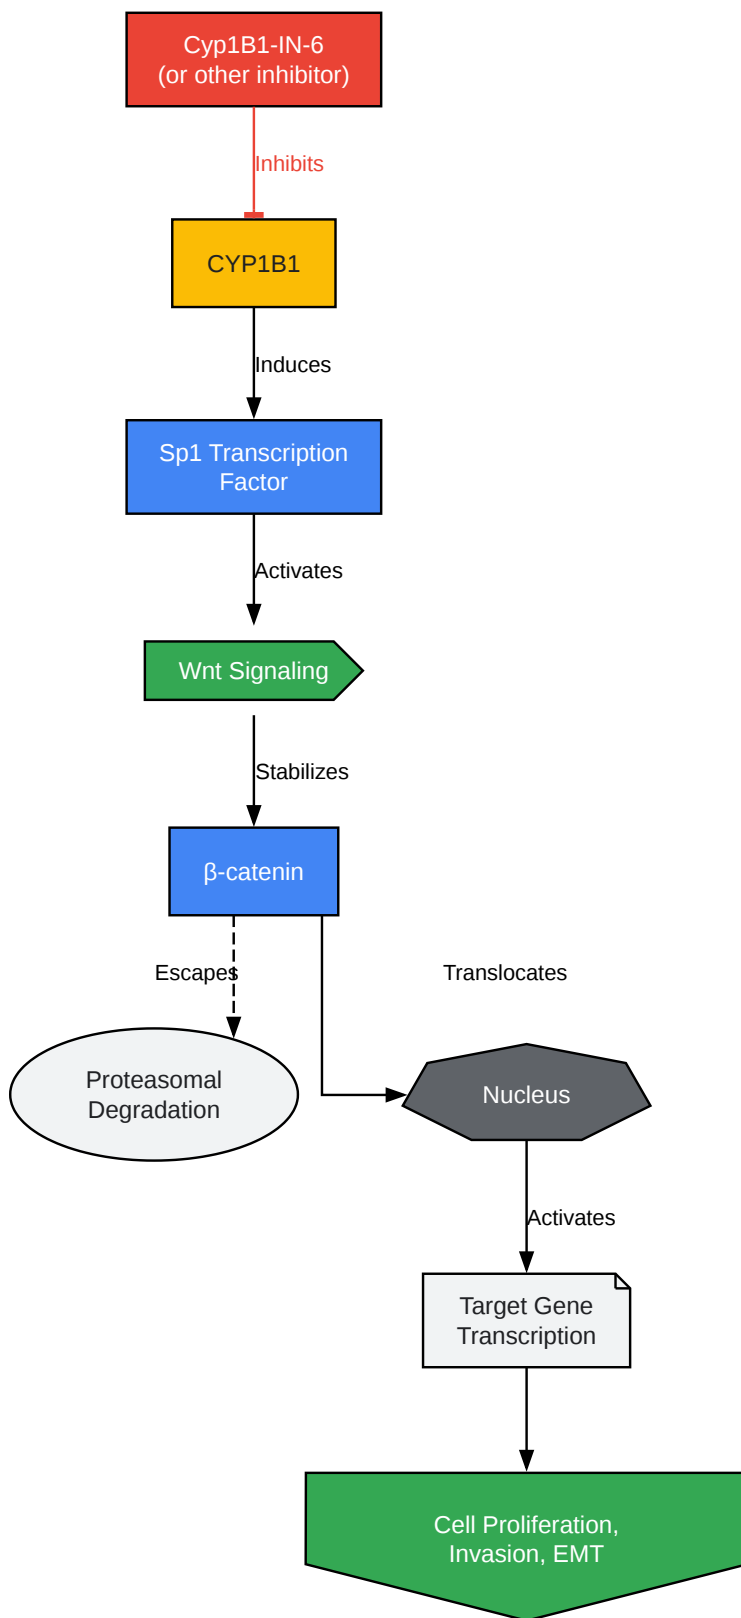 Cyp1B1-IN-6
(or other inhibitor)
Inhibits
CYP1B1
Induces
Sp1 Transcription
Factor
Activates
Wnt Signaling
Stabilizes
β-catenin
Escapes
Translocates
Proteasomal
Degradation
Nucleus
Activates
Target Gene
Transcription
Cell Proliferation,
Invasion, EMT